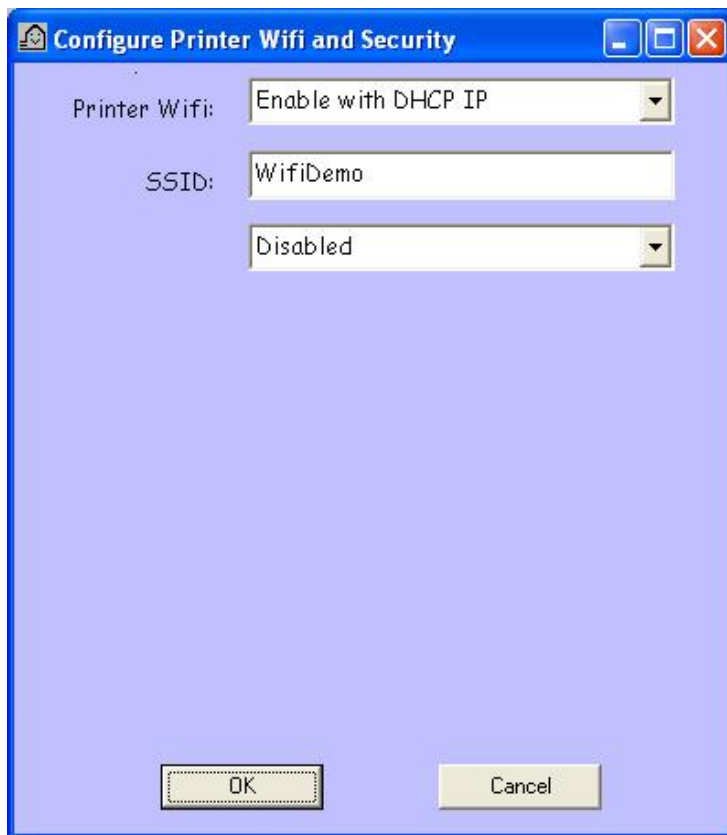 Configure Printer Wifi and Security
Printer Wifi: Enable with DHCP IP
SSID: WifiDemo
Disabled
OK Cancel